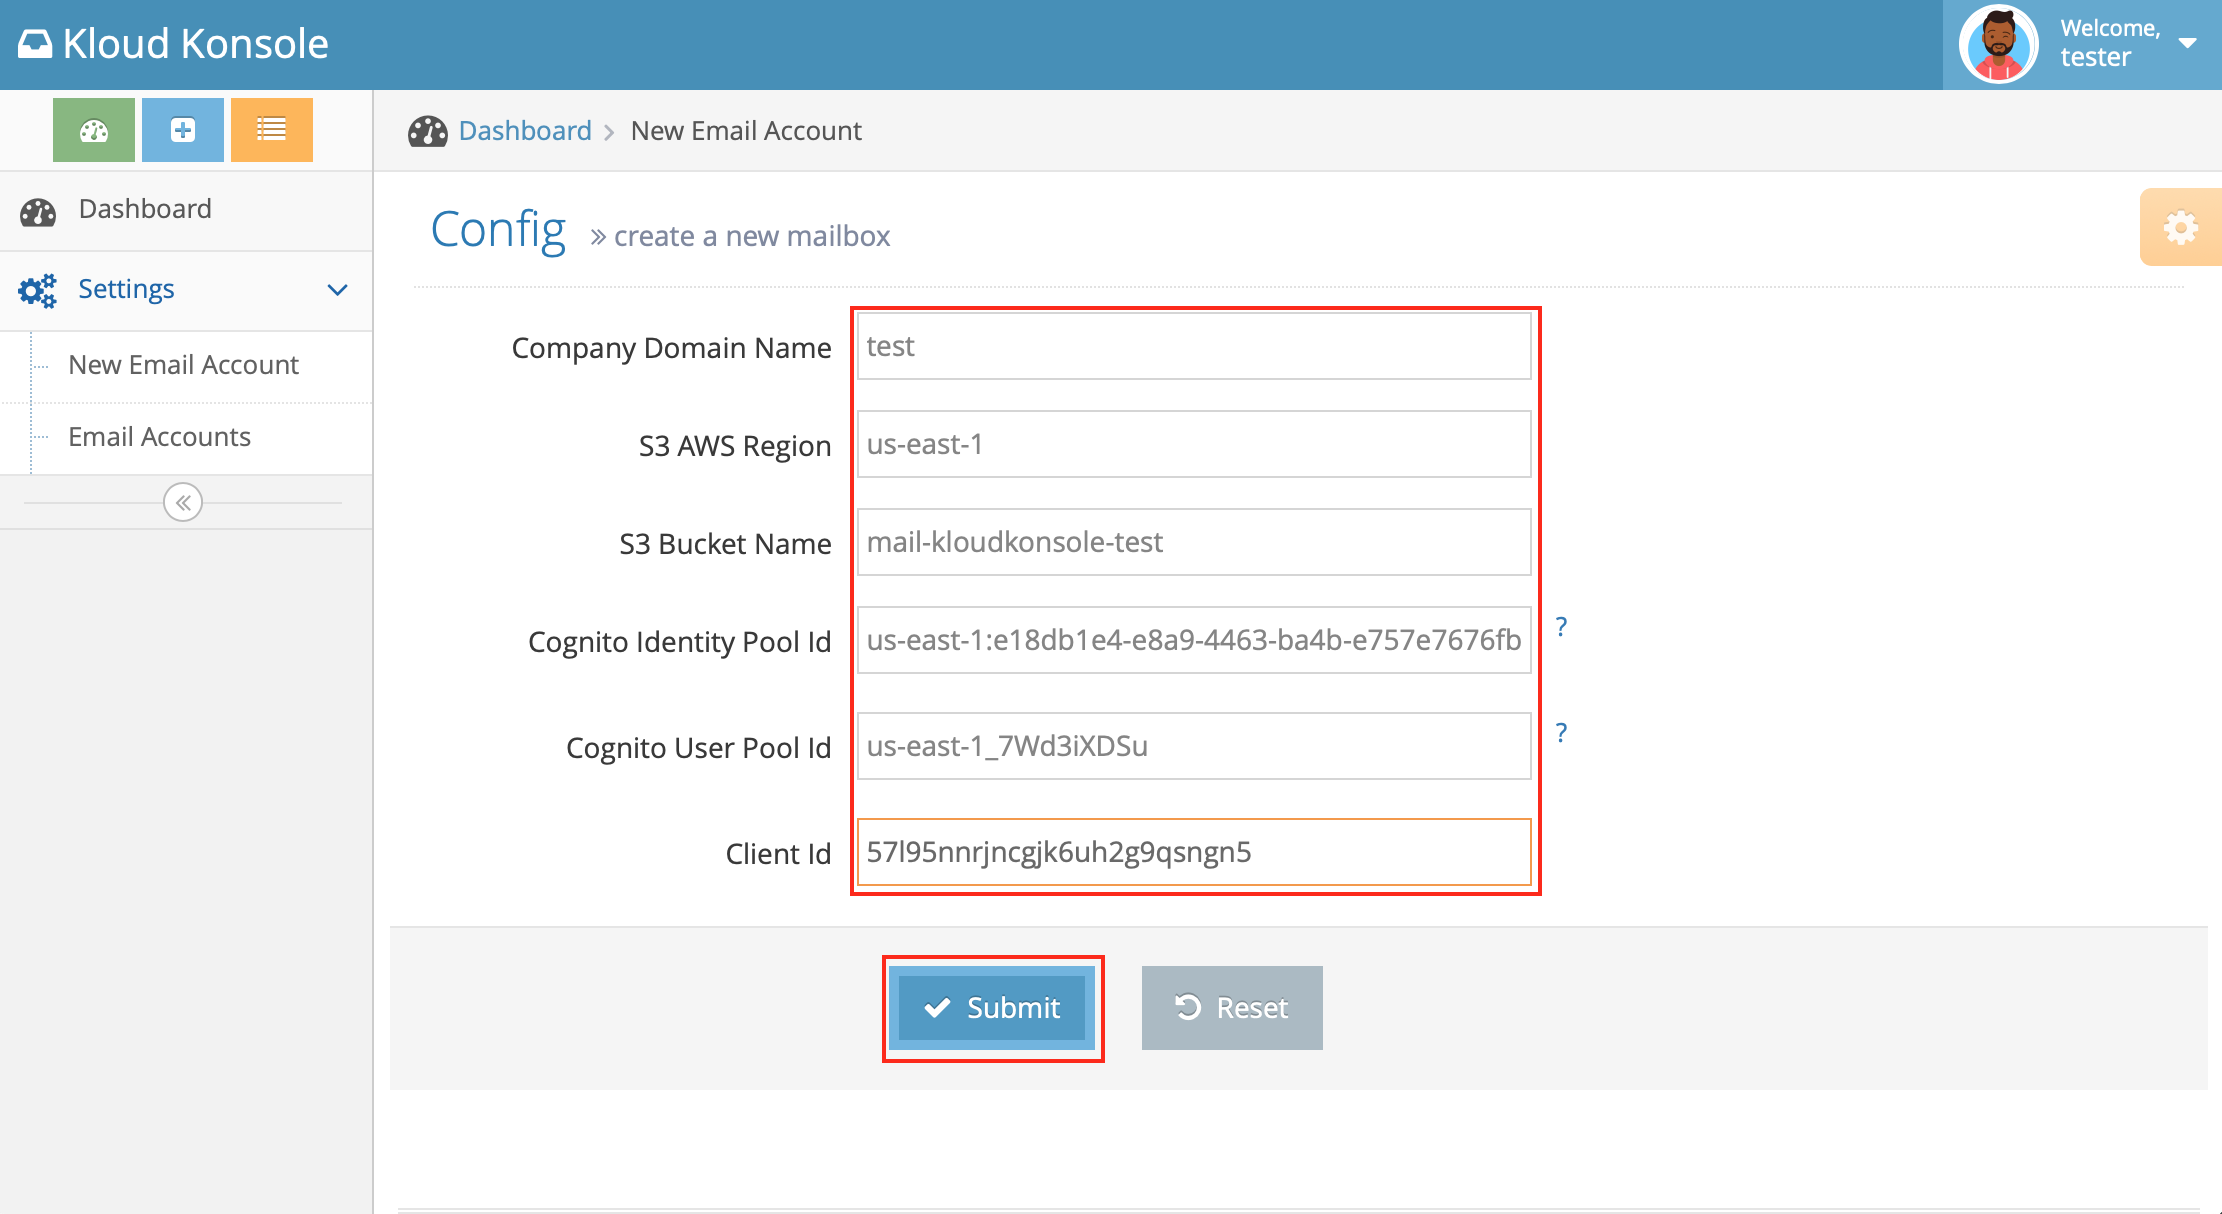 Kloud Konsole
Welcome,
tester
Dashboard
New Email Account
Dashboard
Settings
New Email Account
Email Accounts
Config
create a new mailbox
Company Domain Name
test
S3 AWS Region
us-east-1
S3 Bucket Name
mail-kloudkonsole-test
Cognito Identity Pool Id
us-east-1:e18db1e4-e8a9-4463-ba4b-e757e7676fb
?
Cognito User Pool Id
us-east-1_7Wd3iXDSu
?
Client Id
57l95nnrjncgjk6uh2g9qsngn5
Submit
Reset